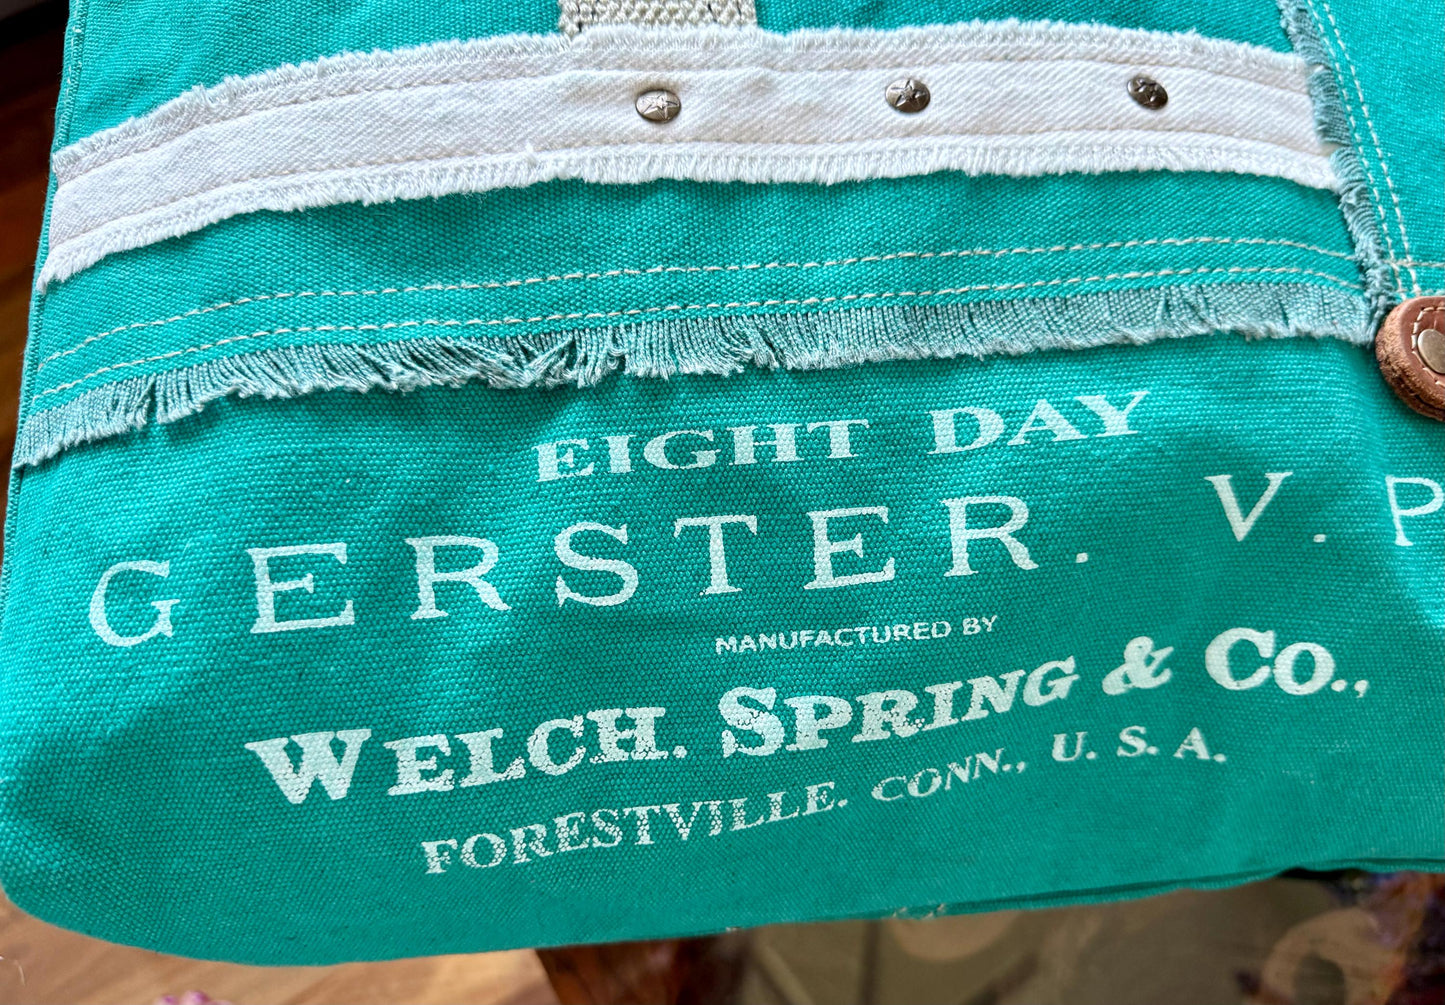 EIGHT DAY
GERSTER. V. P
MANUFACTURED BY
WELCH. SPRING & CO.,
FORESTVILLE. CONN., U. S. A.